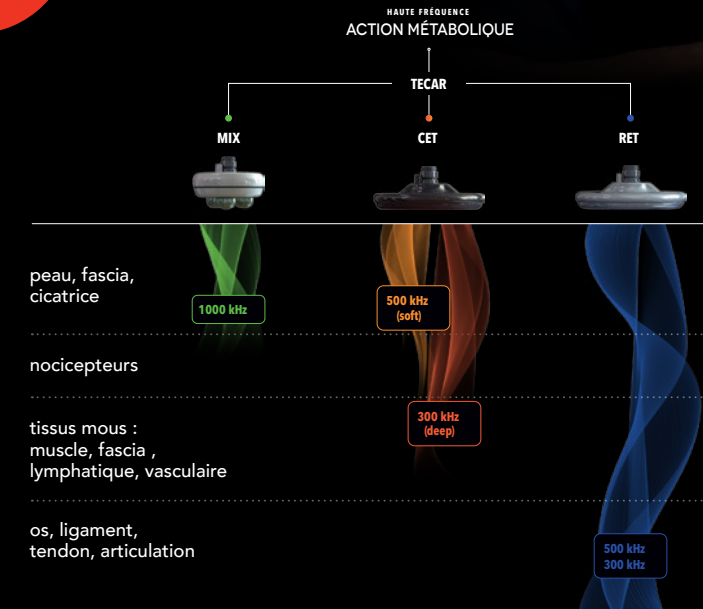 HAUTE FRÉQUENCE
ACTION MÉTABOLIQUE
TECAR
MIX
CET
RET
peau, fascia,
cicatrice
1000 kHz
500 kHz
(soft)
nocicepteurs
tissus mous :
muscle, fascia ,
lymphatique, vasculaire
300 kHz
(deep)
os, ligament,
tendon, articulation
500 kHz
300 kHz